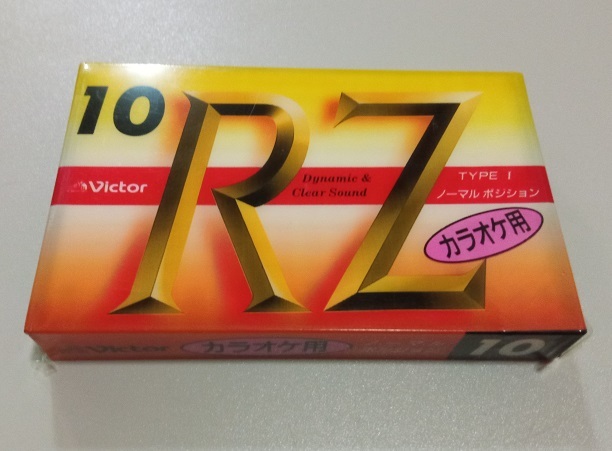 10
RZ
Victor
Dynamic &
Clear Sound
TYPE I
ノーマル ポジション
カラオケ用
Victor
カラオケ用
10